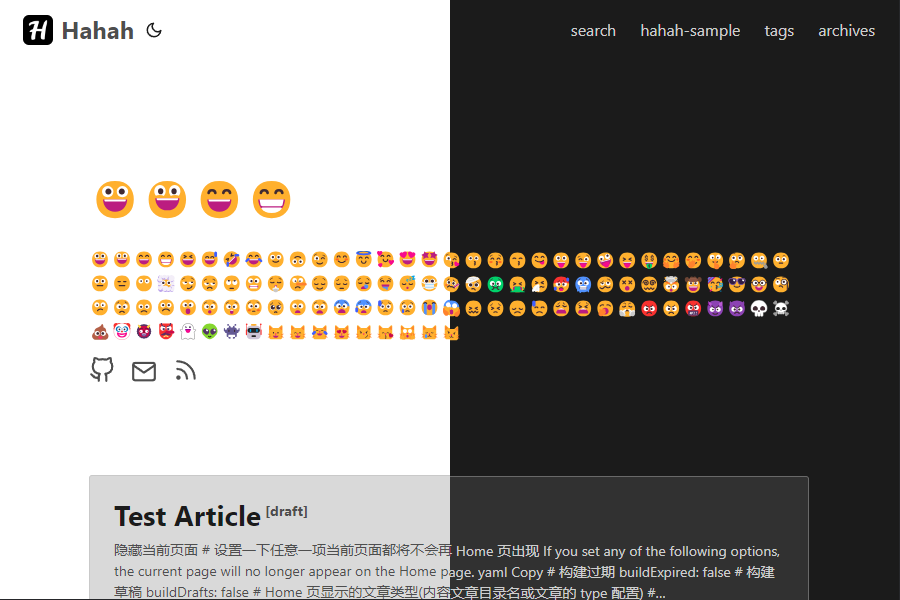 H Hahah search hahah-sample tags archives
Test Article [draft]
隐藏当前页面 # 设置一下任意一项当前页面都将不会再 Home 页出现 If you set any of the following options,
the current page will no longer appear on the Home page. yaml Copy # 构建过期 buildExpired: false # 构建
草稿 buildDrafts: false # Home 页显示的文章类型(内容文章目录名或文章的 type 配置) #...